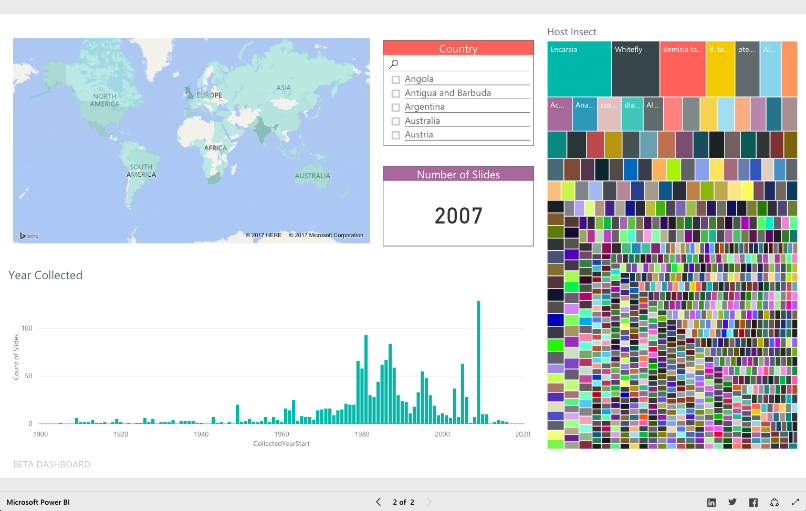 NORTH
AMERICA
EUROPE
ASIA
AFRICA
SOUTH
AMERICA
AUSTRALIA
bing
© 2017 HERE © 2017 Microsoft Corporation
Country
Angola
Antigua and Barbuda
Argentina
Australia
Austria
Number of Slides
2007
Host Insect
Encarsia
Whitefly
Bemisia ta...
B. ta...
pte...
Al...
Ac...
Ana...
coc...
dia...
Al...
Year Collected
Count of Slides
100
50
0
1900
1920
1940
1960
1980
2000
2020
CollectedYearStart
BETA DASHBOARD
Microsoft Power BI
2 of 2